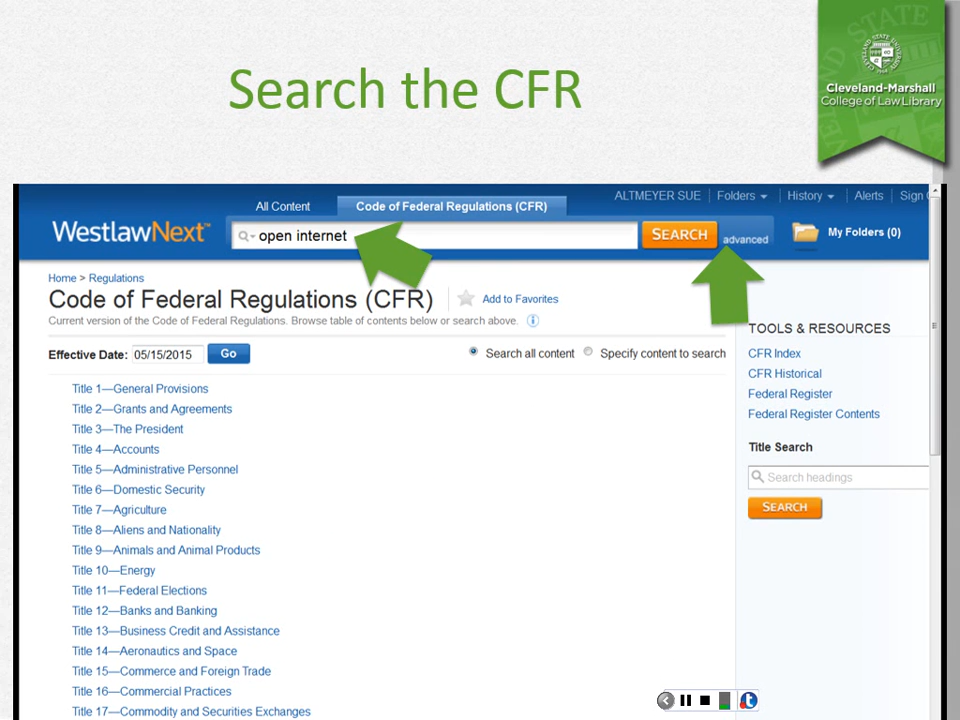 Search the CFR
Cleveland-Marshall
College of Law Library
ALTMEYER SUE | Folders | History | Alerts | Sign
All Content
Code of Federal Regulations (CFR)
WestlawNext™
open internet
SEARCH
advanced
My Folders (0)
Home > Regulations
Code of Federal Regulations (CFR)
Add to Favorites
Current version of the Code of Federal Regulations. Browse table of contents below or search above.
Effective Date: 05/15/2015 Go
Search all content
Specify content to search
Title 1—General Provisions
Title 2—Grants and Agreements
Title 3—The President
Title 4—Accounts
Title 5—Administrative Personnel
Title 6—Domestic Security
Title 7—Agriculture
Title 8—Aliens and Nationality
Title 9—Animals and Animal Products
Title 10—Energy
Title 11—Federal Elections
Title 12—Banks and Banking
Title 13—Business Credit and Assistance
Title 14—Aeronautics and Space
Title 15—Commerce and Foreign Trade
Title 16—Commercial Practices
Title 17—Commodity and Securities Exchanges
TOOLS & RESOURCES
CFR Index
CFR Historical
Federal Register
Federal Register Contents
Title Search
Search headings
SEARCH